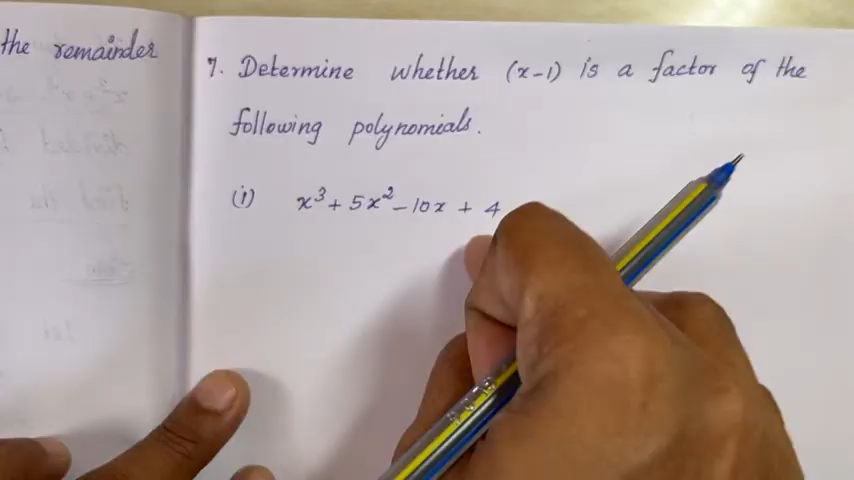 the remainder
7. Determine whether (x-1) is a factor of the
following polynomials.
(i) x³ + 5x² - 10x + 4